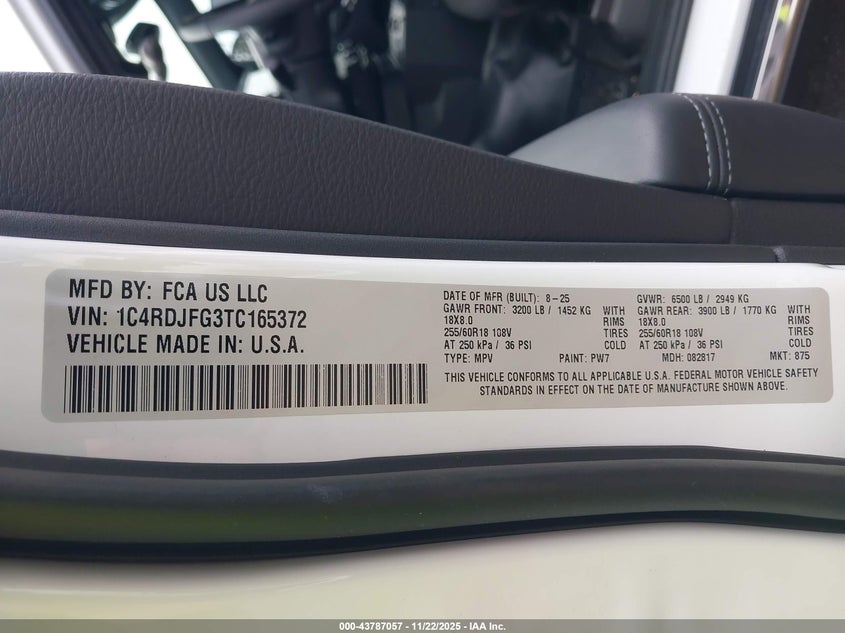 MFD BY: FCA US LLC
VIN: 1C4RDJFG3TC165372
VEHICLE MADE IN: U.S.A.
DATE OF MFR (BUILT): 8-25 GVWR: 6500 LB / 2949 KG
GAWR FRONT: 3200 LB / 1452 KG WITH GAWR REAR: 3900 LB / 1770 KG WITH
18X8.0 RIMS 18X8.0 RIMS
255/60R18 108V TIRES 255/60R18 108V TIRES
AT 250 kPa / 36 PSI COLD AT 250 kPa / 36 PSI COLD
TYPE: MPV PAINT: PW7 MDH: 082817 MKT: 875
THIS VEHICLE CONFORMS TO ALL APPLICABLE U.S.A. FEDERAL MOTOR VEHICLE SAFETY
STANDARDS IN EFFECT ON THE DATE OF MANUFACTURE SHOWN ABOVE.
000-43787057 - 11/22/2025 - IAA Inc.